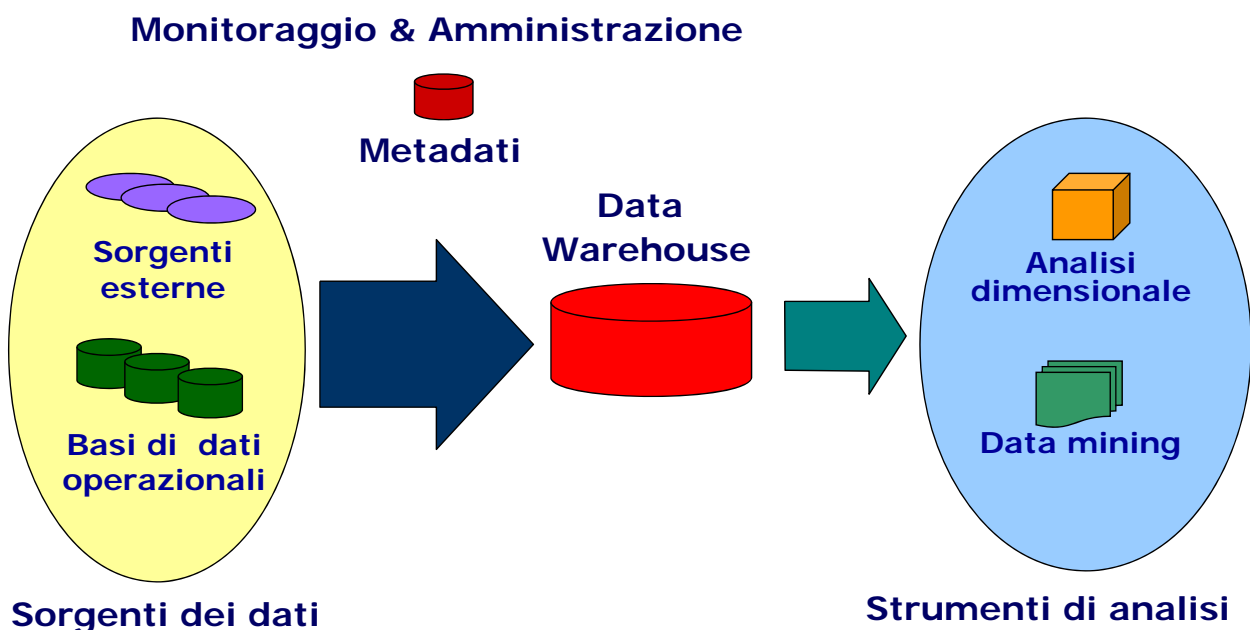 Monitoraggio & Amministrazione
Metadati
Sorgenti
esterne
Basi di dati
operazionali
Sorgenti dei dati
Data
Warehouse
Analisi
dimensionale
Data mining
Strumenti di analisi